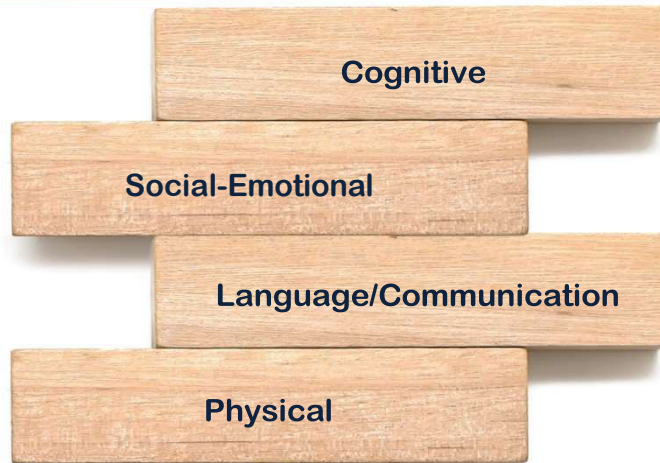 Cognitive
Social-Emotional
Language/Communication
Physical